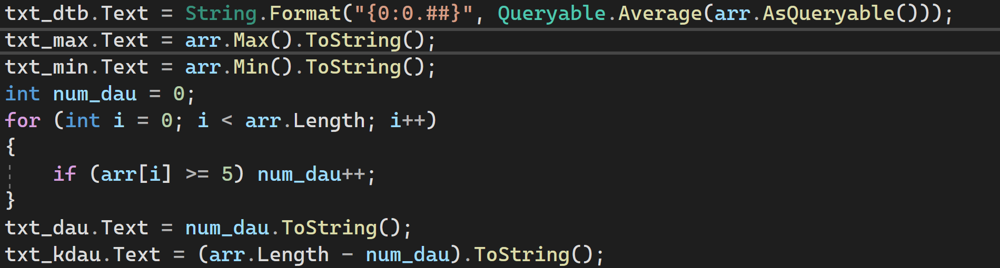 txt_dtb.Text = String.Format("{0:0.##}", Queryable.Average(arr.AsQueryable()));
txt_max.Text = arr.Max().ToString();
txt_min.Text = arr.Min().ToString();
int num_dau = 0;
for (int i = 0; i < arr.Length; i++)
{
    if (arr[i] >= 5) num_dau++;
}
txt_dau.Text = num_dau.ToString();
txt_kdau.Text = (arr.Length - num_dau).ToString();